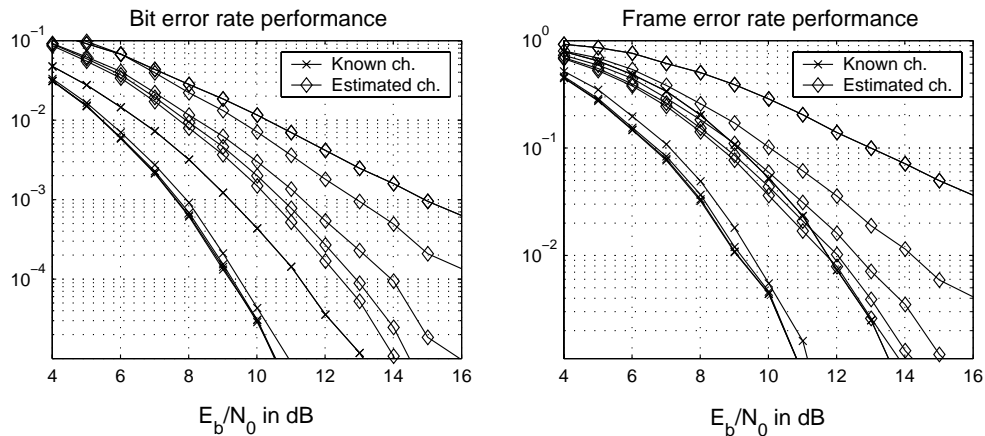 Bit error rate performance
10^-1
10^-2
10^-3
10^-4
Known ch.
Estimated ch.
4 6 8 10 12 14 16
E_b/N_0 in dB
Frame error rate performance
10^0
10^-1
10^-2
Known ch.
Estimated ch.
4 6 8 10 12 14 16
E_b/N_0 in dB